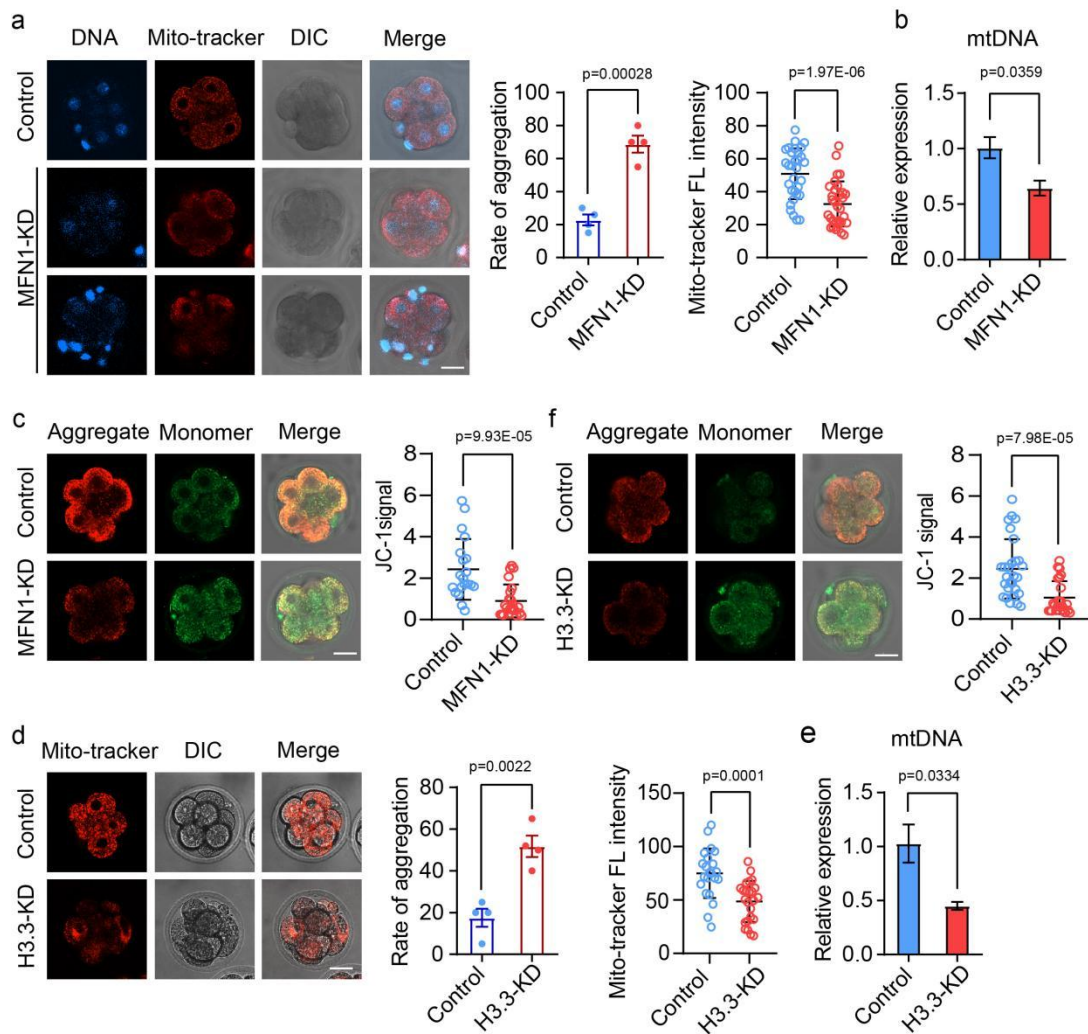 a
DNA Mito-tracker DIC Merge
Control
MFN1-KD
Rate of aggregation
100
80
60
40
20
0
p=0.00028
Control
MFN1-KD
Mito-tracker FL intensity
100
80
60
40
20
0
p=1.97E-06
Control
MFN1-KD
b
mtDNA
p=0.0359
Relative expression
1.5
1.0
0.5
0.0
Control
MFN1-KD
c
Aggregate Monomer Merge
Control
MFN1-KD
p=9.93E-05
JC-1signal
8
6
4
2
0
Control
MFN1-KD
f
Aggregate Monomer Merge
Control
H3.3-KD
p=7.98E-05
JC-1 signal
8
6
4
2
0
Control
H3.3-KD
d
Mito-tracker DIC Merge
Control
H3.3-KD
p=0.0022
Rate of aggregation
80
60
40
20
0
Control
H3.3-KD
p=0.0001
Mito-tracker FL intensity
150
100
50
0
Control
H3.3-KD
e
mtDNA
p=0.0334
Relative expression
1.5
1.0
0.5
0.0
Control
H3.3-KD